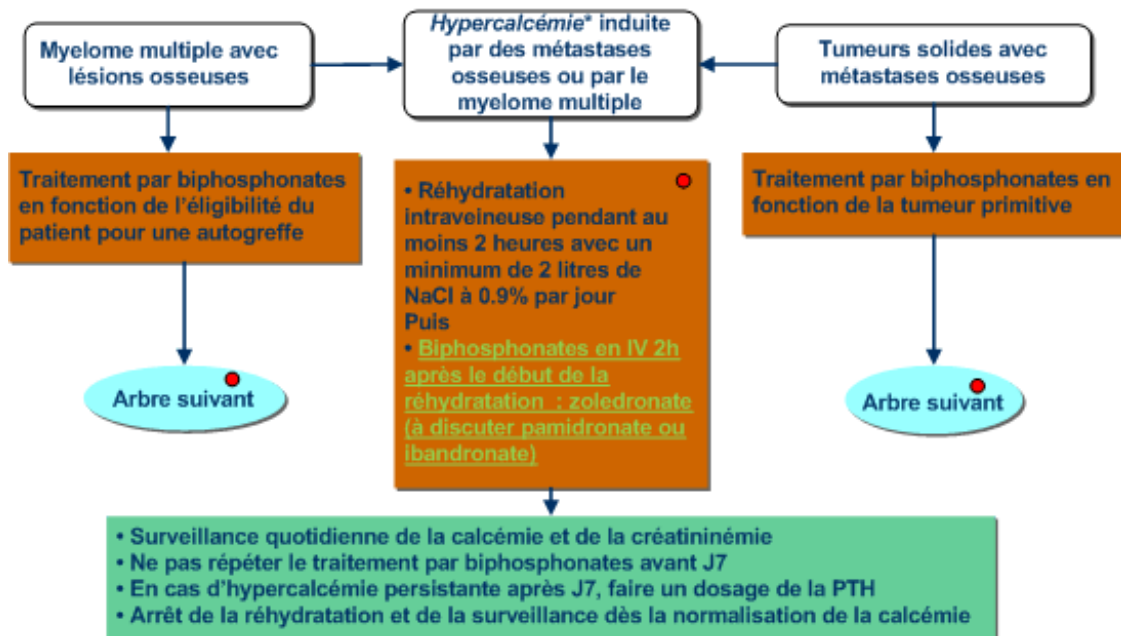 Myelome multiple avec
lésions osseuses
Hypercalcémie* induite
par des métastases
osseuses ou par le
myelome multiple
Tumeurs solides avec
métastases osseuses
Traitement par biphosphonates
en fonction de l'éligibilité du
patient pour une autogreffe
• Réhydratation
intraveineuse pendant au
moins 2 heures avec un
minimum de 2 litres de
NaCl à 0.9% par jour
Puis
• Biphosphonates en IV 2h
après le début de la
réhydratation : zoledronate
(à discuter pamidronate ou
ibandronate)
Traitement par biphosphonates en
fonction de la tumeur primitive
Arbre suivant
Arbre suivant
• Surveillance quotidienne de la calcémie et de la créatininémie
• Ne pas répéter le traitement par biphosphonates avant J7
• En cas d'hypercalcémie persistante après J7, faire un dosage de la PTH
• Arrêt de la réhydratation et de la surveillance dès la normalisation de la calcémie